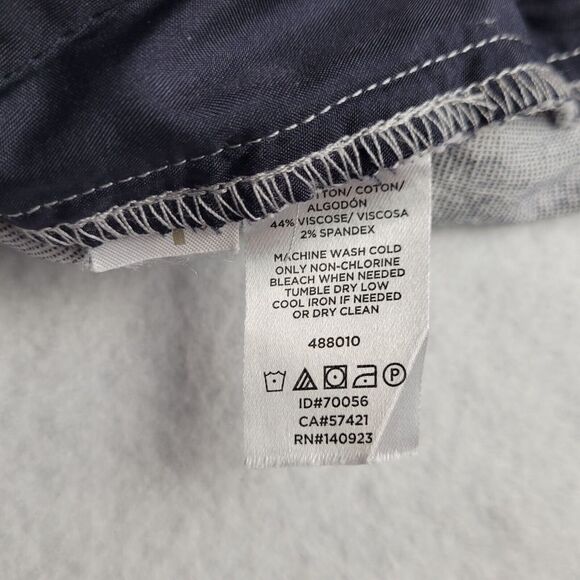 COTTON/ COTON/
ALGODÓN
44% VISCOSE/ VISCOSA
2% SPANDEX
MACHINE WASH COLD
ONLY NON-CHLORINE
BLEACH WHEN NEEDED
TUMBLE DRY LOW
COOL IRON IF NEEDED
OR DRY CLEAN
488010
P
ID#70056
CA#57421
RN#140923